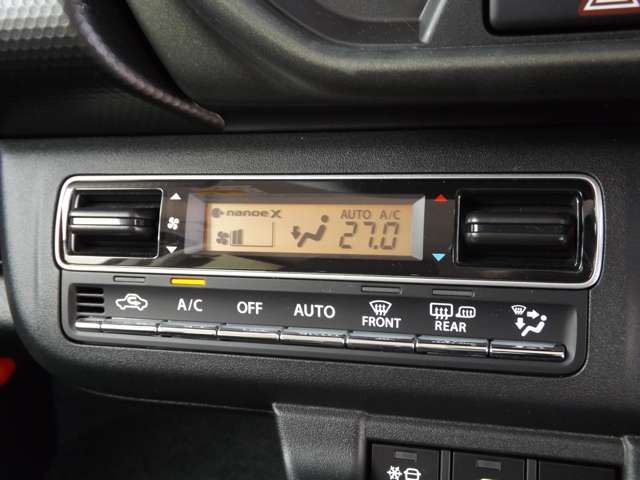 nanoe X
AUTO A/C
27.0
A/C OFF AUTO FRONT REAR